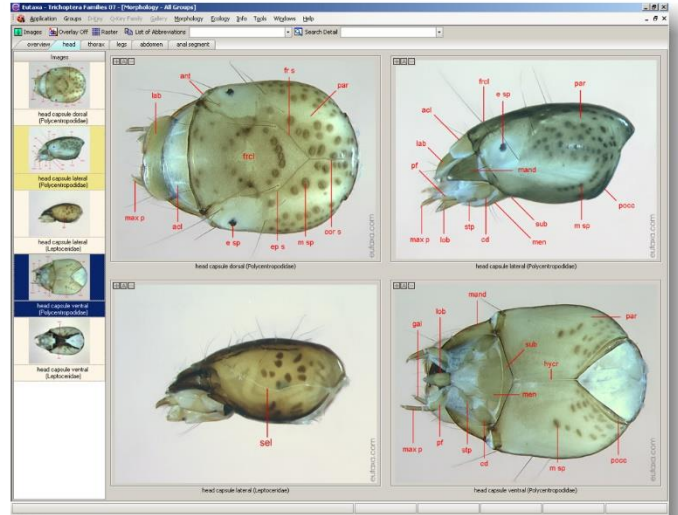 Eutaxa - Trichoptera Families 07 - [Morphology - All Groups]
Application Groups Entity Entity Family Gallery Morphology Ecology Info Tools Windows Help
Images Overlay Off Raster List of Abbreviations Search Detail
overview head thorax legs abdomen anal segment
Images
head capsule dorsal
(Polycentropodidae)
head capsule lateral
(Polycentropodidae)
head capsule lateral
(Leptoceridae)
head capsule ventral
(Polycentropodidae)
head capsule ventral
(Leptoceridae)
ant
fr s
par
lab
frcl
max p
acl
e sp
ep s
m sp
cor s
eutaxa.com
head capsule dorsal (Polycentropodidae)
frcl
e sp
par
acl
lab
mand
pf
max p
lob
stp
cd
men
sub
m sp
pocc
eutaxa.com
head capsule lateral (Polycentropodidae)
sel
eutaxa.com
head capsule lateral (Leptoceridae)
mand
lob
gal
sub
par
hycr
men
max p
pf
stp
cd
m sp
pocc
eutaxa.com
head capsule ventral (Polycentropodidae)